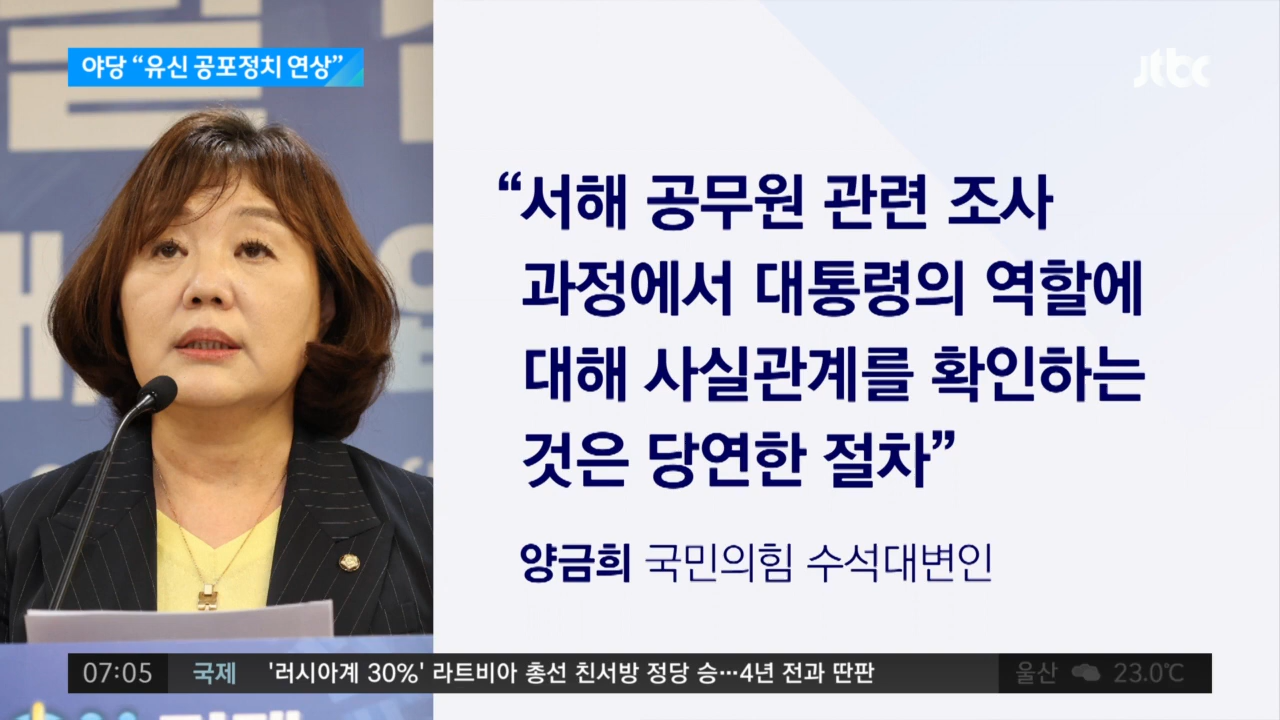 야당 “유신 공포정치 연상”
jtbc
“서해 공무원 관련 조사
과정에서 대통령의 역할에
대해 사실관계를 확인하는
것은 당연한 절차”
양금희 국민의힘 수석대변인
07:05 국제 '러시아계 30%' 라트비아 총선 친서방 정당 승…4년 전과 딴판 울산 23.0℃